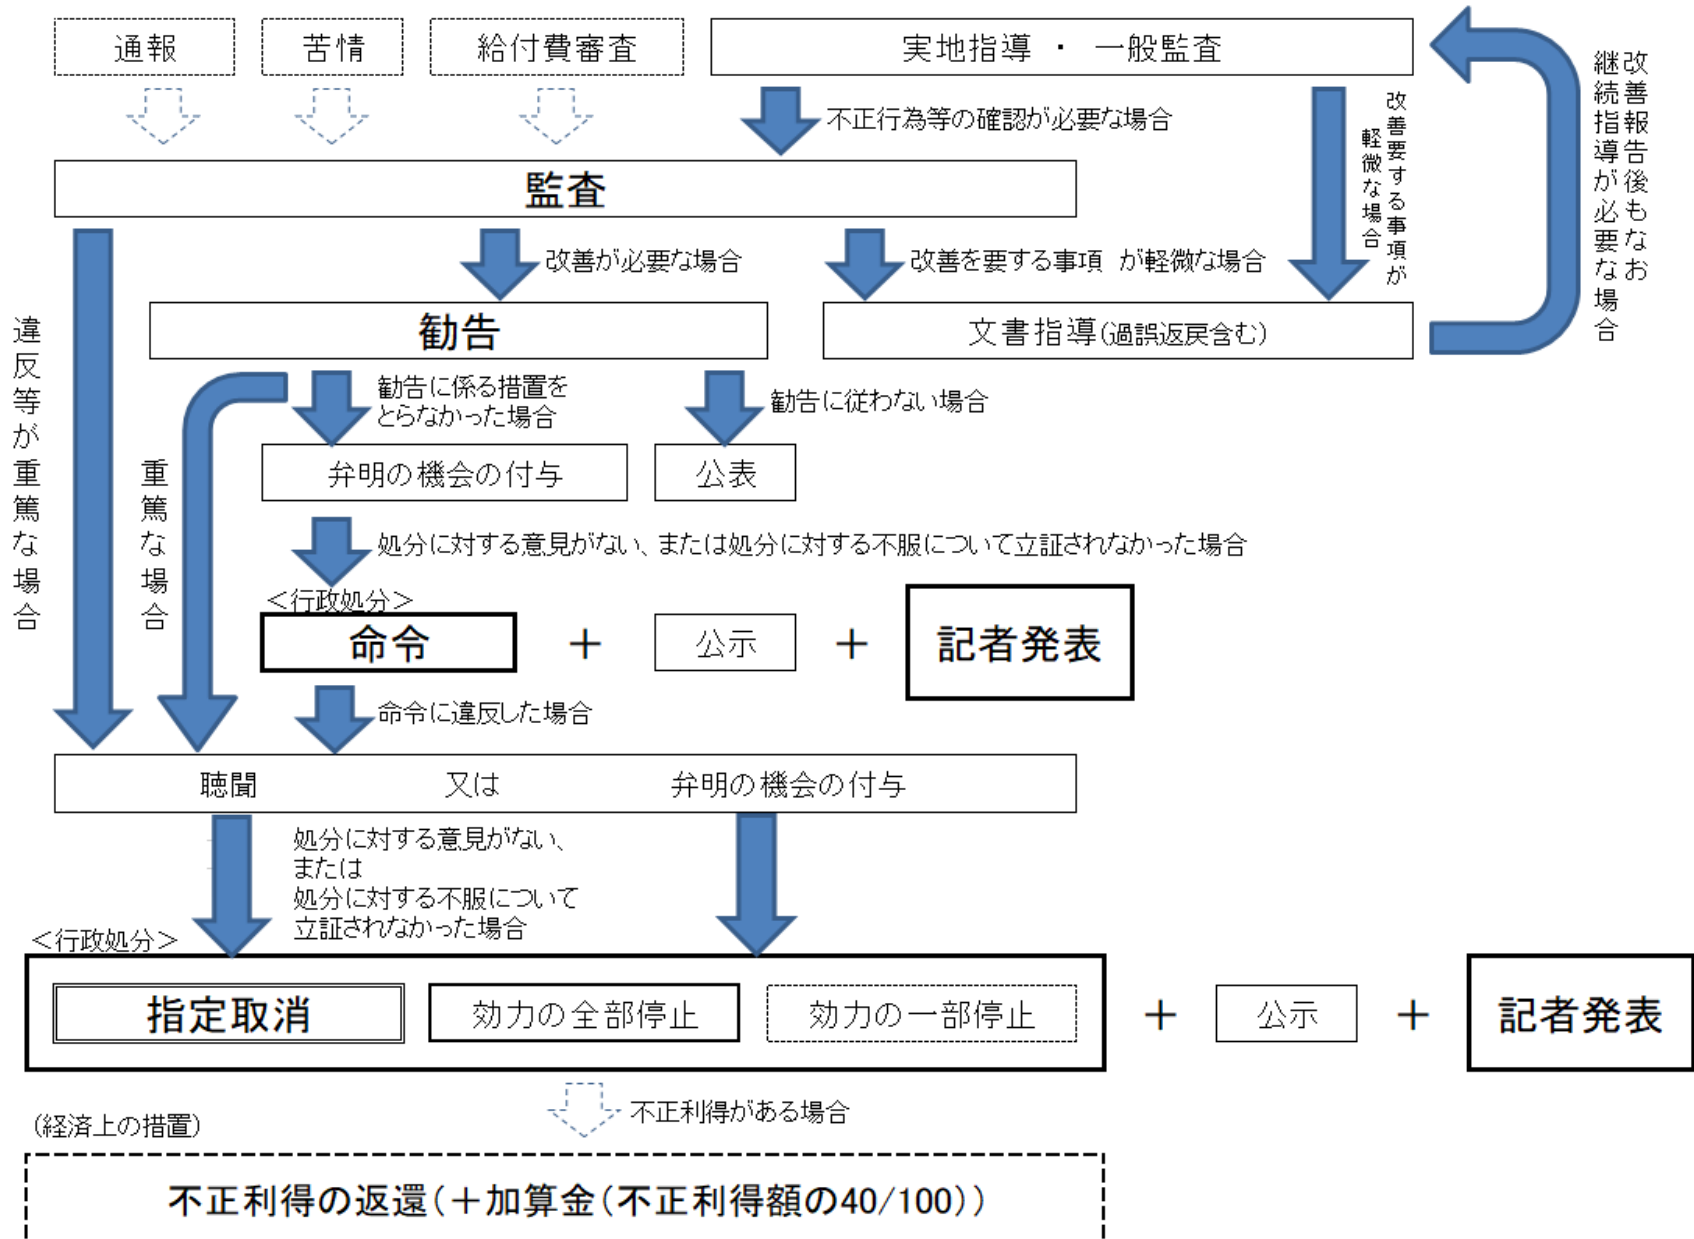 通報
苦情
給付費審査
実地指導 ・ 一般監査
不正行為等の確認が必要な場合
改善要する事項が
軽微な場合
改善報告後もなお
継続指導が必要な場合
監査
改善が必要な場合
改善を要する事項 が軽微な場合
違反等が重篤な場合
勧告
文書指導(過誤返戻含む)
重篤な場合
勧告に係る措置を
とらなかった場合
勧告に従わない場合
弁明の機会の付与
公表
処分に対する意見がない、または処分に対する不服について立証されなかった場合
＜行政処分＞
命令
＋
公示
＋
記者発表
命令に違反した場合
聴聞 又は 弁明の機会の付与
処分に対する意見がない、
または
処分に対する不服について
立証されなかった場合
＜行政処分＞
指定取消
効力の全部停止
効力の一部停止
＋
公示
＋
記者発表
不正利得がある場合
(経済上の措置)
不正利得の返還(＋加算金(不正利得額の40/100))